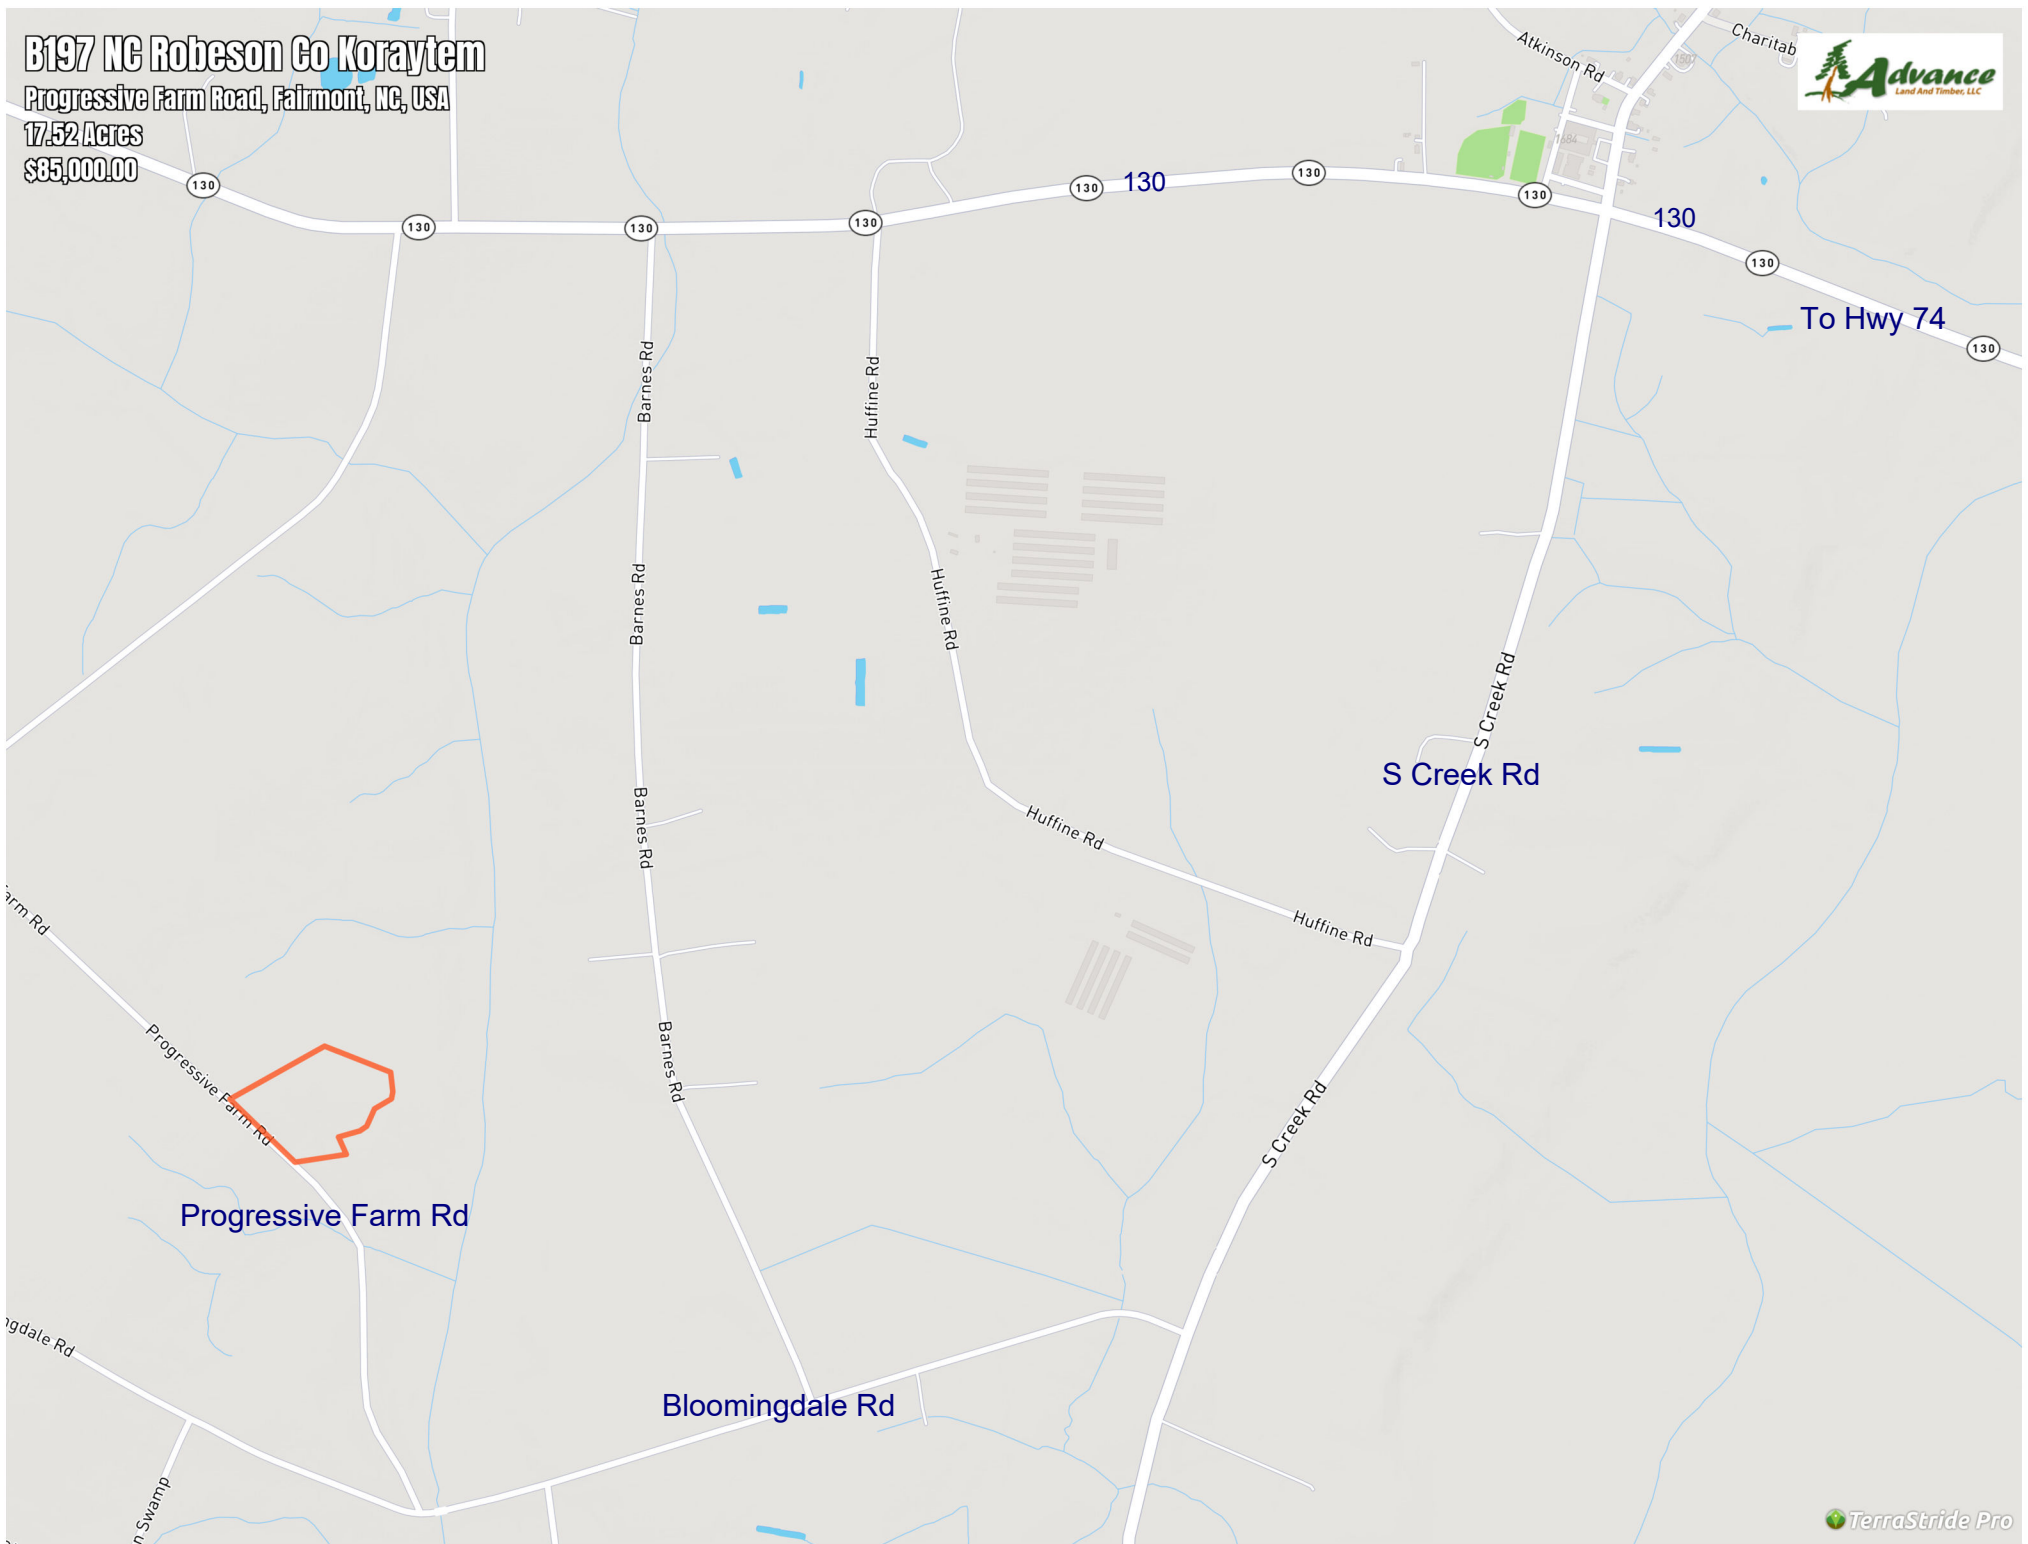 B197 NC Robeson Co Koraytem
Progressive Farm Road, Fairmont, NC, USA
17.52 Acres
$85,000.00
Atkinson Rd
Charitab
Advance
Land And Timber, LLC
1507
1684
130
130
130
130
130
130
130
130
130
130
130
To Hwy 74
Barnes Rd
Huffine Rd
Barnes Rd
Huffine Rd
S Creek Rd
S Creek Rd
Barnes Rd
Huffine Rd
Huffine Rd
arm Rd
Progressive Farm Rd
Barnes Rd
S Creek Rd
Progressive Farm Rd
ngdale Rd
Bloomingdale Rd
n Swamp
TerraStride Pro